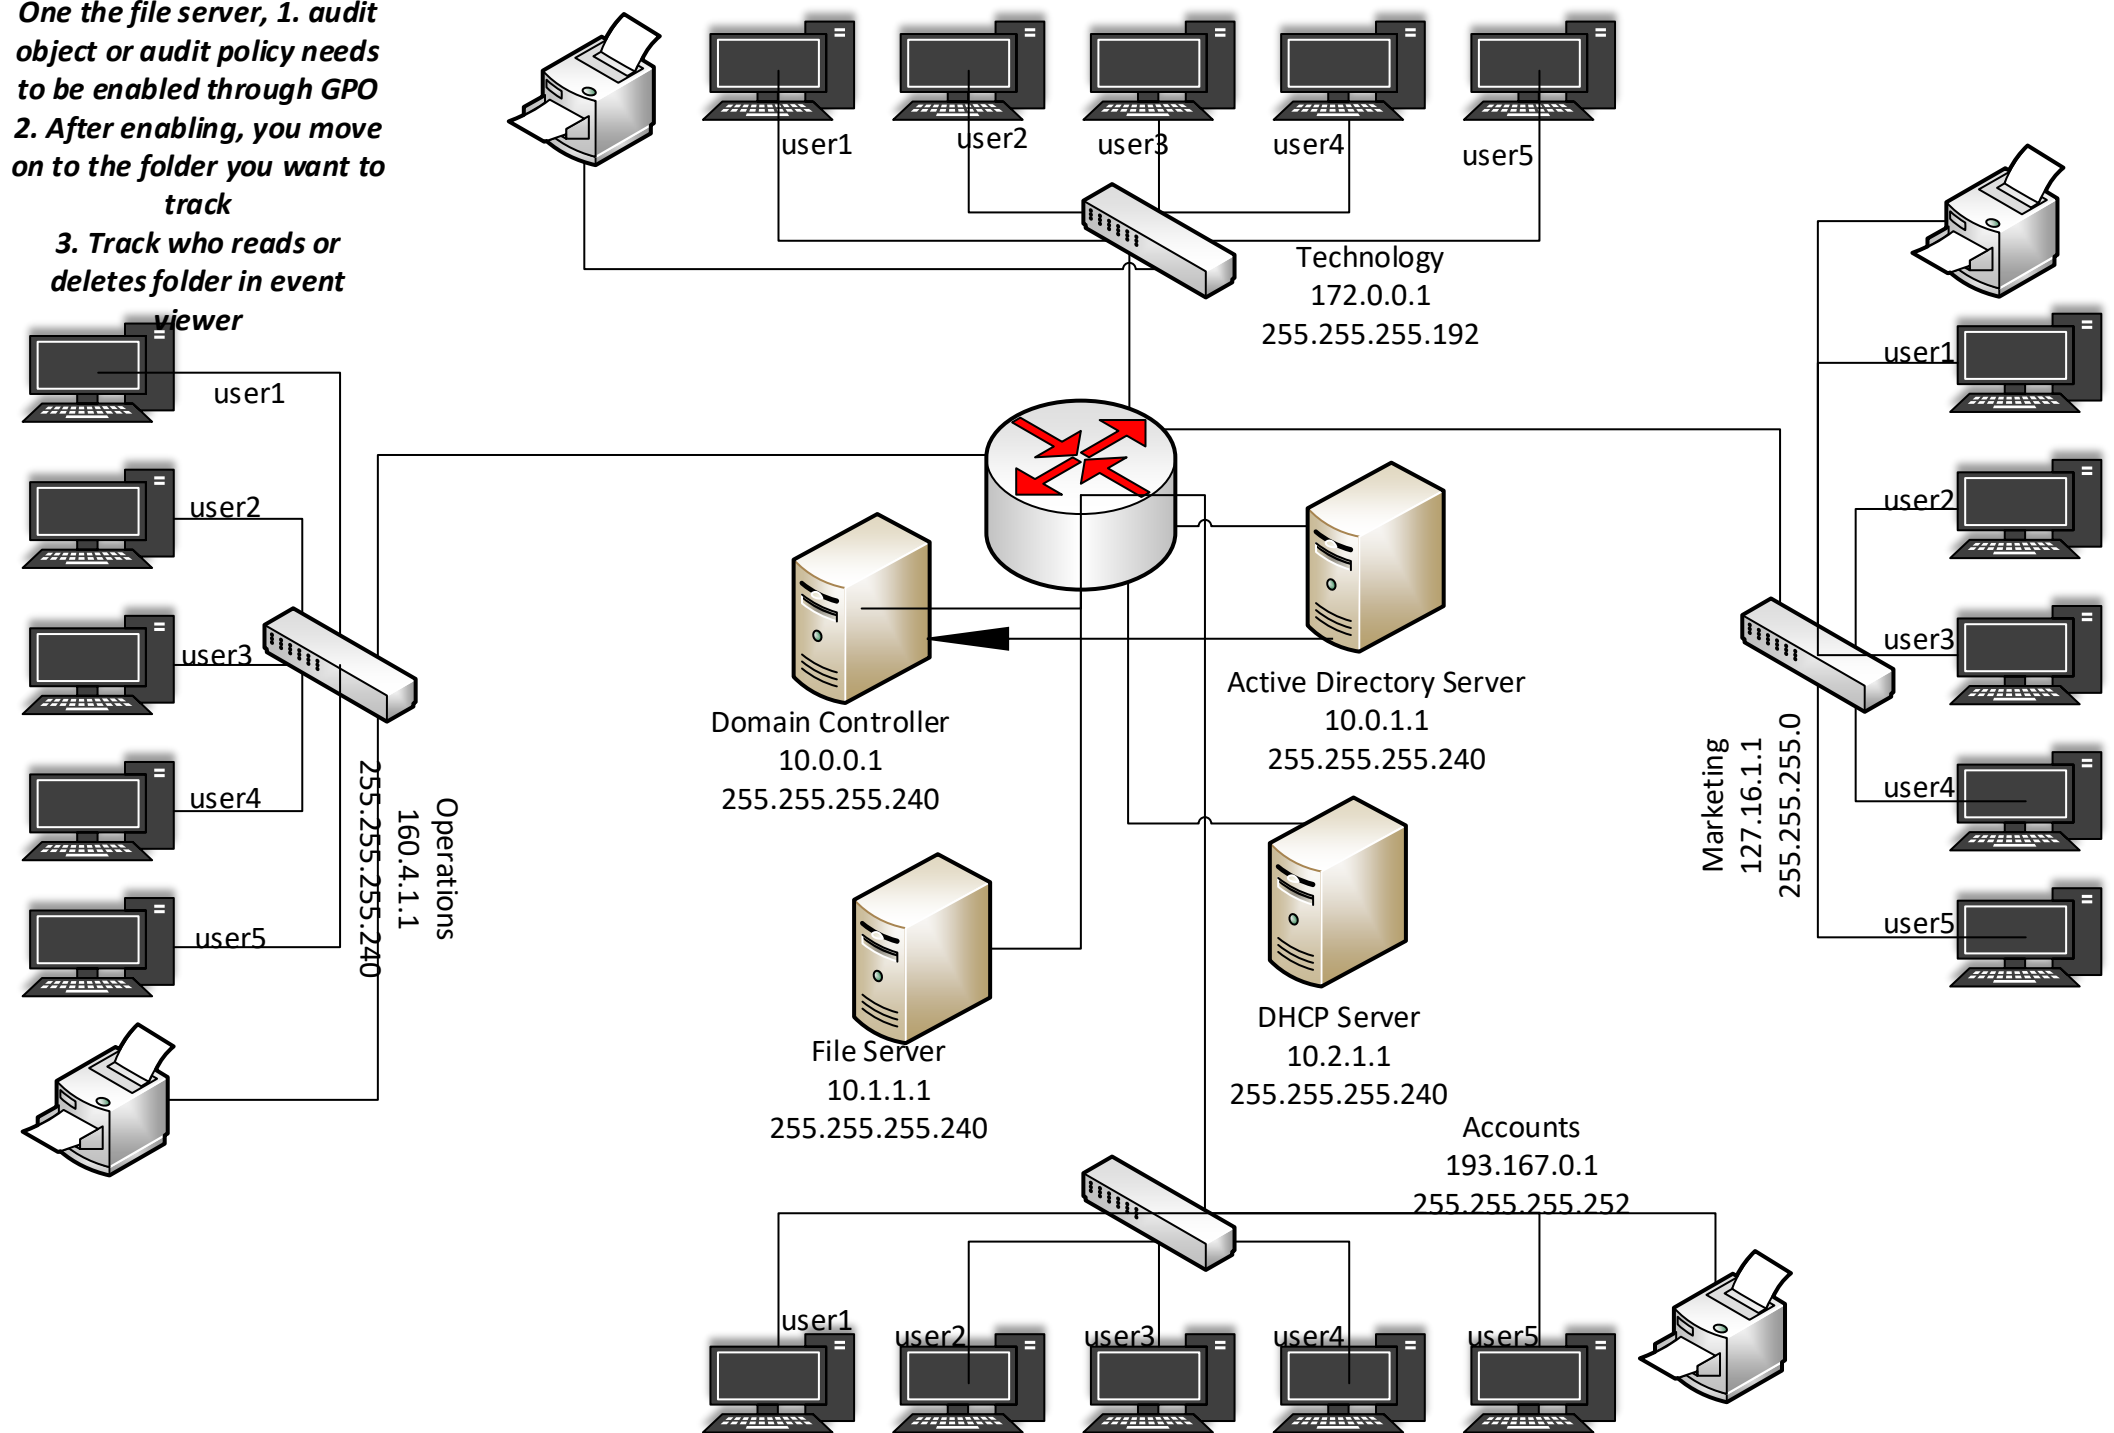 One the file server, 1. audit
object or audit policy needs
to be enabled through GPO
2. After enabling, you move
on to the folder you want to
track
3. Track who reads or
deletes folder in event
viewer
user1
user2
user3
user4
user5
Technology
172.0.0.1
255.255.255.192
user1
user2
user3
user4
user5
Operations
160.4.1.1
255.255.255.240
user1
user2
user3
user4
user5
Marketing
127.16.1.1
255.255.255.0
Domain Controller
10.0.0.1
255.255.255.240
Active Directory Server
10.0.1.1
255.255.255.240
File Server
10.1.1.1
255.255.255.240
DHCP Server
10.2.1.1
255.255.255.240
Accounts
193.167.0.1
255.255.255.252
user1
user2
user3
user4
user5